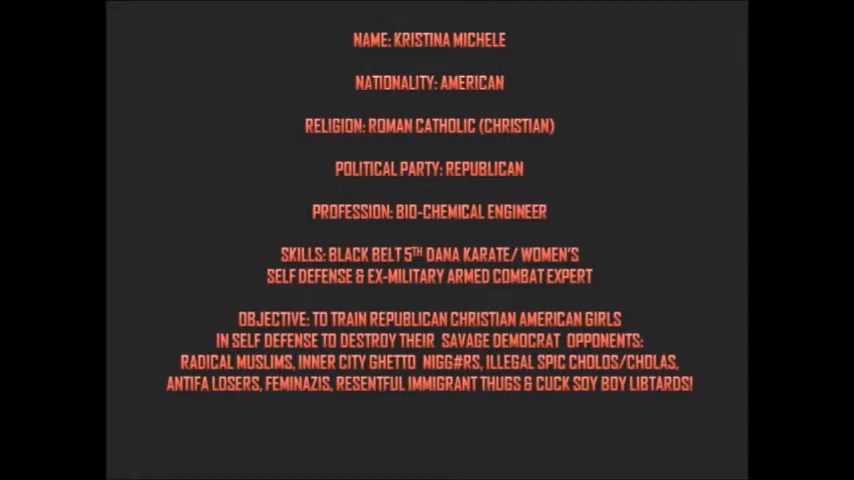 NAME: KRISTINA MICHELE
NATIONALITY: AMERICAN
RELIGION: ROMAN CATHOLIC (CHRISTIAN)
POLITICAL PARTY: REPUBLICAN
PROFESSION: BIO-CHEMICAL ENGINEER
SKILLS: BLACK BELT 5TH DANA KARATE/ WOMEN'S
SELF DEFENSE & EX-MILITARY ARMED COMBAT EXPERT
OBJECTIVE: TO TRAIN REPUBLICAN CHRISTIAN AMERICAN GIRLS
IN SELF DEFENSE TO DESTROY THEIR SAVAGE DEMOCRAT OPPONENTS:
RADICAL MUSLIMS, INNER CITY GHETTO NIGG#RS, ILLEGAL SPIC CHOLOS/CHOLAS,
ANTIFA LOSERS, FEMINAZIS, RESENTFUL IMMIGRANT THUGS & CUCK SOY BOY LIBTARDS!